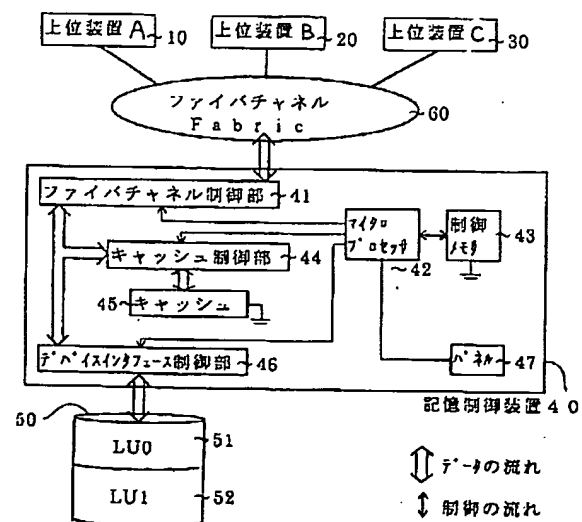 上位装置A 10
上位装置B 20
上位装置C 30
ファイバチャネル
Fabric
60
ファイバチャネル制御部 41
マイクロ
プロセッサ
42
制御
メモリ
43
キャッシュ制御部 44
45 キャッシュ
デバイスインタフェース制御部 46
パネル 47
記憶制御装置40
50
LU0 51
LU1 52
データの流れ
制御の流れ